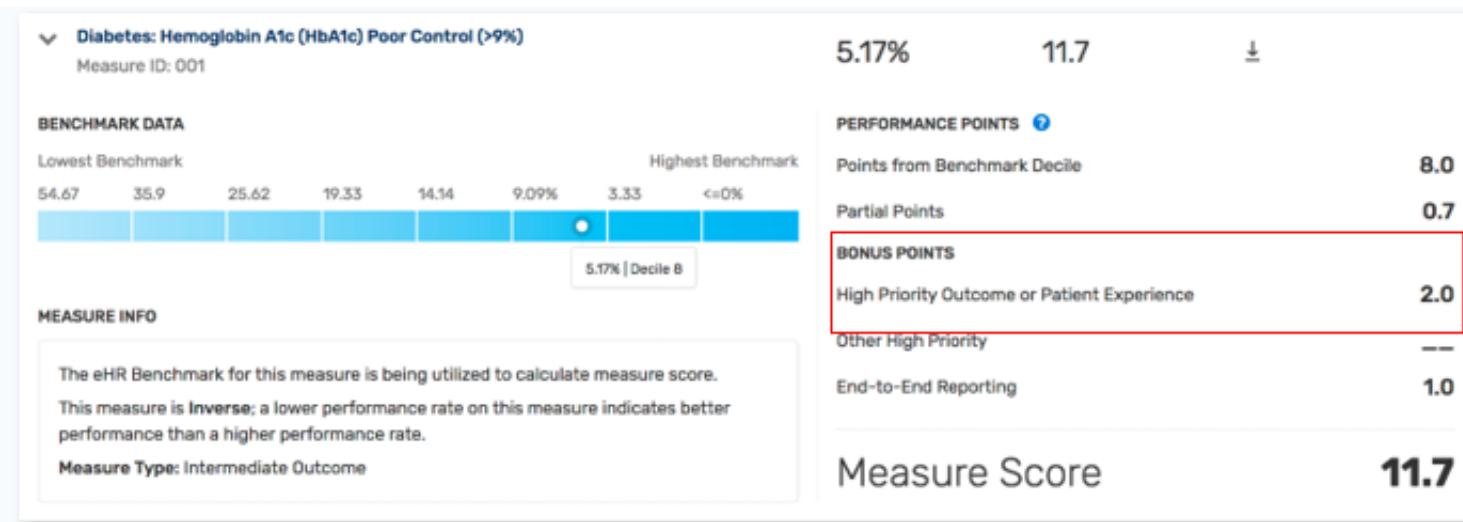 Diabetes: Hemoglobin A1c (HbA1c) Poor Control (>9%)
Measure ID: 001
5.17% 11.7
BENCHMARK DATA
Lowest Benchmark Highest Benchmark
54.67 35.9 25.62 19.33 14.14 9.09% 3.33 <=0%
5.17% | Decile 8
MEASURE INFO
The eHR Benchmark for this measure is being utilized to calculate measure score.
This measure is Inverse; a lower performance rate on this measure indicates better
performance than a higher performance rate.
Measure Type: Intermediate Outcome
PERFORMANCE POINTS ?
Points from Benchmark Decile 8.0
Partial Points 0.7
BONUS POINTS
High Priority Outcome or Patient Experience 2.0
Other High Priority __
End-to-End Reporting 1.0
Measure Score 11.7